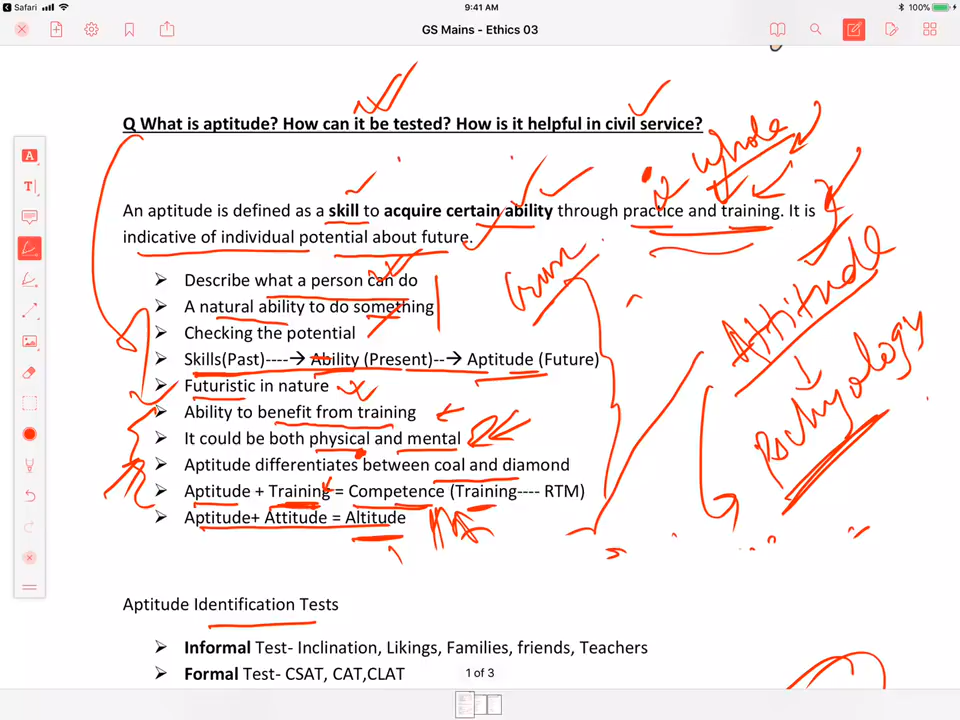 Safari
9:41 AM
100%
GS Mains - Ethics 03
Q What is aptitude? How can it be tested? How is it helpful in civil service?
whole
An aptitude is defined as a skill to acquire certain ability through practice and training. It is
indicative of individual potential about future.
Describe what a person can do
A natural ability to do something
Checking the potential
Attitude
Skills(Past)----→ Ability (Present)--→ Aptitude (Future)
Futuristic in nature
Pschyology
Ability to benefit from training
It could be both physical and mental
Aptitude differentiates between coal and diamond
Aptitude + Training = Competence (Training---- RTM)
Aptitude+ Attitude = Altitude
Aptitude Identification Tests
Informal Test- Inclination, Likings, Families, friends, Teachers
Formal Test- CSAT, CAT,CLAT
1 of 3